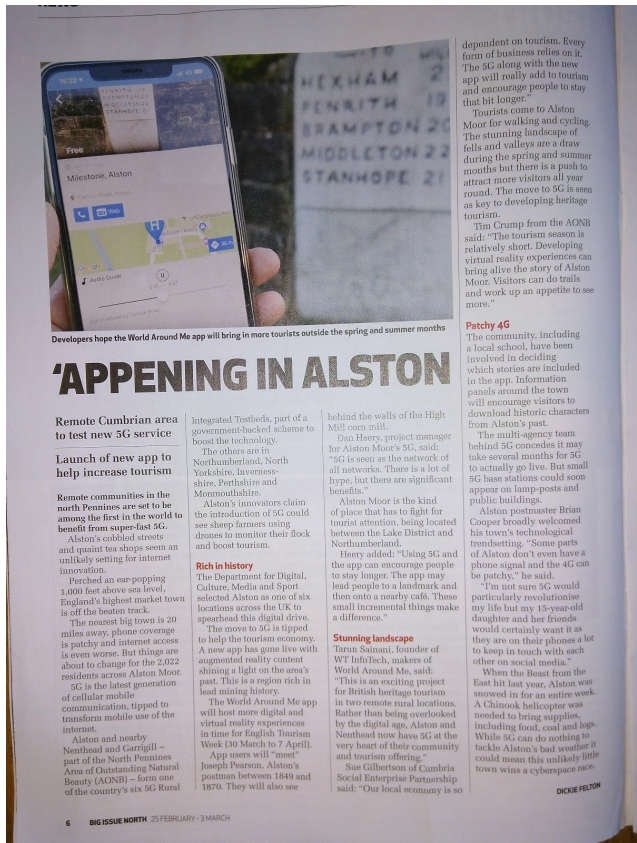 Free
Milestone, Alston
Web
Audio Guide
HEXHAM 2
PENRITH 19
BRAMPTON 20
MIDDLETON 22
STANHOPE 21
Developers hope the World Around Me app will bring in more tourists outside the spring and summer months
'APPENING IN ALSTON
Remote Cumbrian area
to test new 5G service
Launch of new app to
help increase tourism
Remote communities in the
north Pennines are set to be
among the first in the world to
benefit from super-fast 5G.
Alston's cobbled streets
and quaint tea shops seem an
unlikely setting for internet
innovation.
Perched an ear-popping
1,000 feet above sea level,
England's highest market town
is off the beaten track.
The nearest big town is 20
miles away, phone coverage
is patchy and internet access
is even worse. But things are
about to change for the 2,022
residents across Alston Moor.
5G is the latest generation
of cellular mobile
communication, tipped to
transform mobile use of the
internet.
Alston and nearby
Nenthead and Garrigill –
part of the North Pennines
Area of Outstanding Natural
Beauty (AONB) – form one
of the country's six 5G Rural
Integrated Testbeds, part of a
government-backed scheme to
boost the technology.
The others are in
Northumberland, North
Yorkshire, Inverness-
shire, Perthshire and
Monmouthshire.
Alston's innovators claim
the introduction of 5G could
see sheep farmers using
drones to monitor their flock
and boost tourism.
Rich in history
The Department for Digital,
Culture, Media and Sport
selected Alston as one of six
locations across the UK to
spearhead this digital drive.
The move to 5G is tipped
to help the tourism economy.
A new app has gone live with
augmented reality content
shining a light on the area's
past. This is a region rich in
lead mining history.
The World Around Me app
will host more digital and
virtual reality experiences
in time for English Tourism
Week (30 March to 7 April).
App users will "meet"
Joseph Pearson, Alston's
postman between 1849 and
1870. They will also see
behind the walls of the High
Mill corn mill.
Dan Heery, project manager
for Alston Moor's 5G, said:
"5G is seen as the network of
all networks. There is a lot of
hype, but there are significant
benefits."
Alston Moor is the kind
of place that has to fight for
tourist attention, being located
between the Lake District and
Northumberland.
Heery added: "Using 5G and
the app can encourage people
to stay longer. The app may
lead people to a landmark and
then onto a nearby café. These
small incremental things make
a difference."
Stunning landscape
Tarun Sainani, founder of
WT InfoTech, makers of
World Around Me, said:
"This is an exciting project
for British heritage tourism
in two remote rural locations.
Rather than being overlooked
by the digital age, Alston and
Nenthead now have 5G at the
very heart of their community
and tourism offering."
Sue Gilbertson of Cumbria
Social Enterprise Partnership
said: "Our local economy is so
dependent on tourism. Every
form of business relies on it.
The 5G along with the new
app will really add to tourism
and encourage people to stay
that bit longer."
Tourists come to Alston
Moor for walking and cycling.
The stunning landscape of
fells and valleys are a draw
during the spring and summer
months but there is a push to
attract more visitors all year
round. The move to 5G is seen
as key to developing heritage
tourism.
Tim Crump from the AONB
said: "The tourism season is
relatively short. Developing
virtual reality experiences can
bring alive the story of Alston
Moor. Visitors can do trails
and work up an appetite to see
more."
Patchy 4G
The community, including
a local school, have been
involved in deciding
which stories are included
in the app. Information
panels around the town
will encourage visitors to
download historic characters
from Alston's past.
The multi-agency team
behind 5G concedes it may
take several months for 5G
to actually go live. But small
5G base stations could soon
appear on lamp-posts and
public buildings.
Alston postmaster Brian
Cooper broadly welcomed
his town's technological
trendsetting. "Some parts
of Alston don't even have a
phone signal and the 4G can
be patchy," he said.
"I'm not sure 5G would
particularly revolutionise
my life but my 15-year-old
daughter and her friends
would certainly want it as
they are on their phones a lot
to keep in touch with each
other on social media."
When the Beast from the
East hit last year, Alston was
snowed in for an entire week.
A Chinook helicopter was
needed to bring supplies,
including food, coal and logs.
While 5G can do nothing to
tackle Alston's bad weather it
could mean this unlikely little
town wins a cyberspace race.
DICKIE FELTON
6 BIG ISSUE NORTH 25 FEBRUARY - 3 MARCH